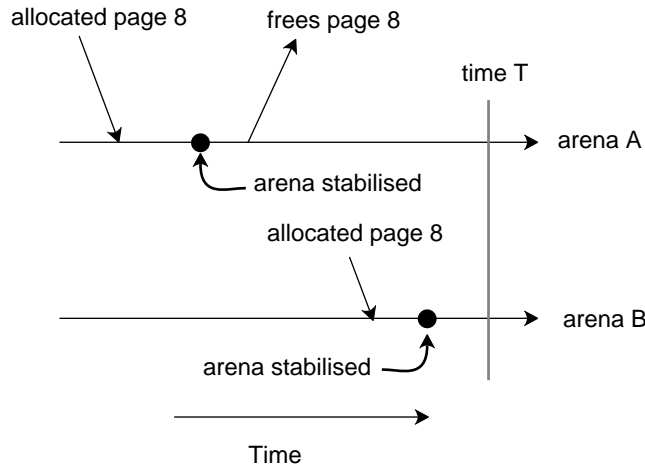 allocated page 8
frees page 8
time T
arena A
arena stabilised
allocated page 8
arena B
arena stabilised
Time